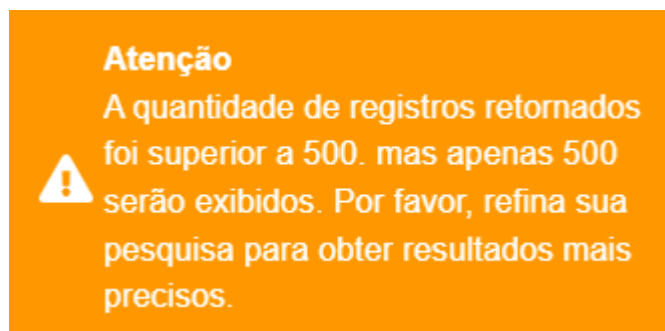 Atenção
A quantidade de registros retornados
foi superior a 500. mas apenas 500
serão exibidos. Por favor, refina sua
pesquisa para obter resultados mais
precisos.